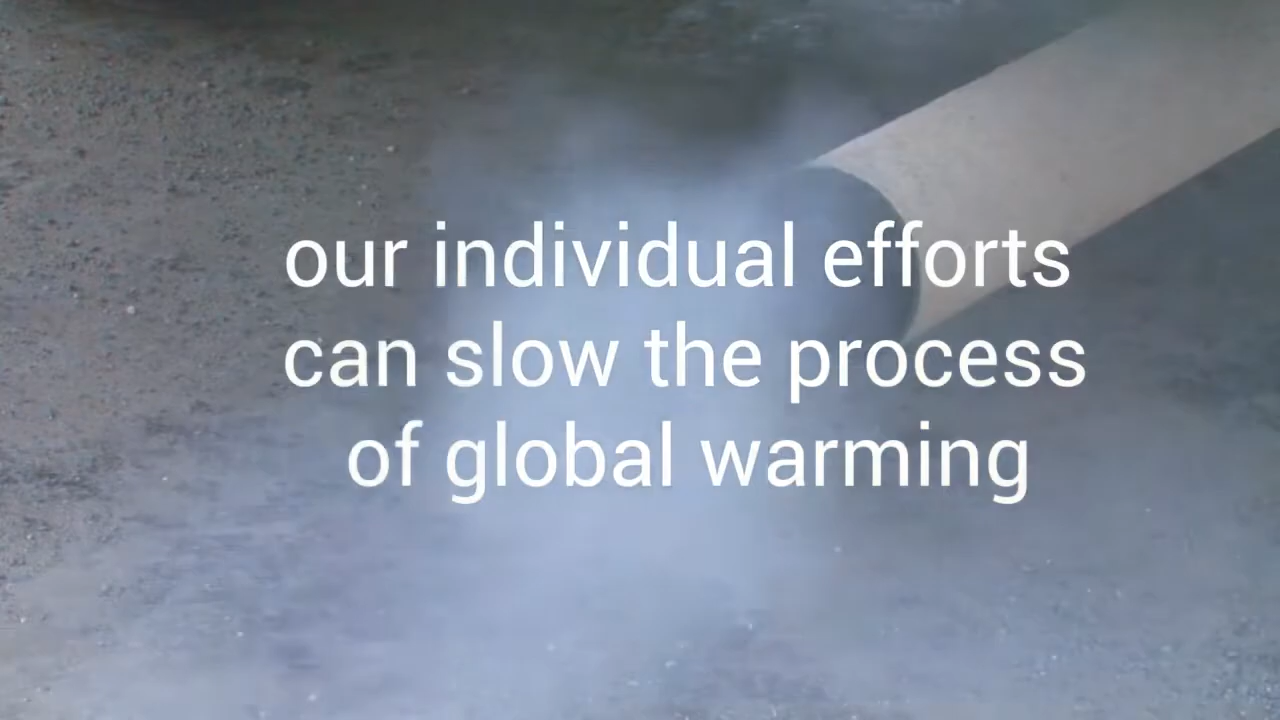 our individual efforts
can slow the process
of global warming